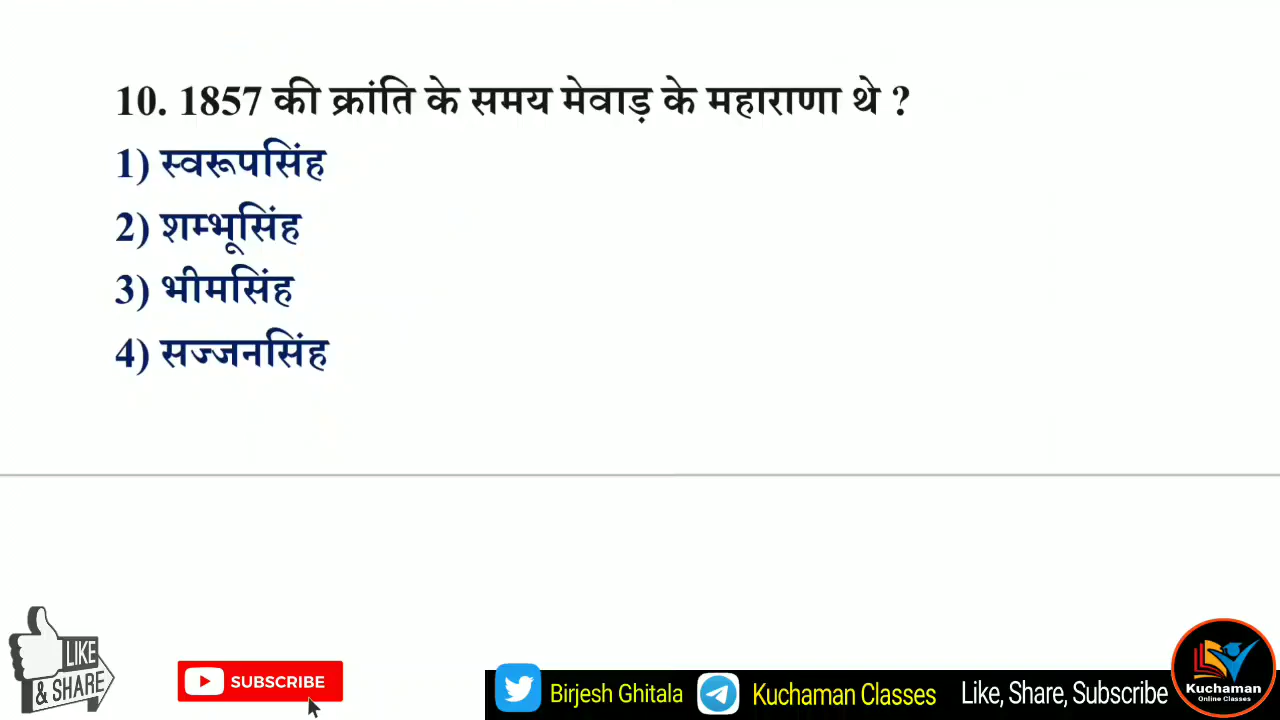 10. 1857 की क्रांति के समय मेवाड़ के महाराणा थे ?
1) स्वरूपसिंह
2) शम्भूसिंह
3) भीमसिंह
4) सज्जनसिंह
LIKE
& SHARE
SUBSCRIBE
Birjesh Ghitala
Kuchaman Classes
Like, Share, Subscribe
Kuchaman
Online Classes